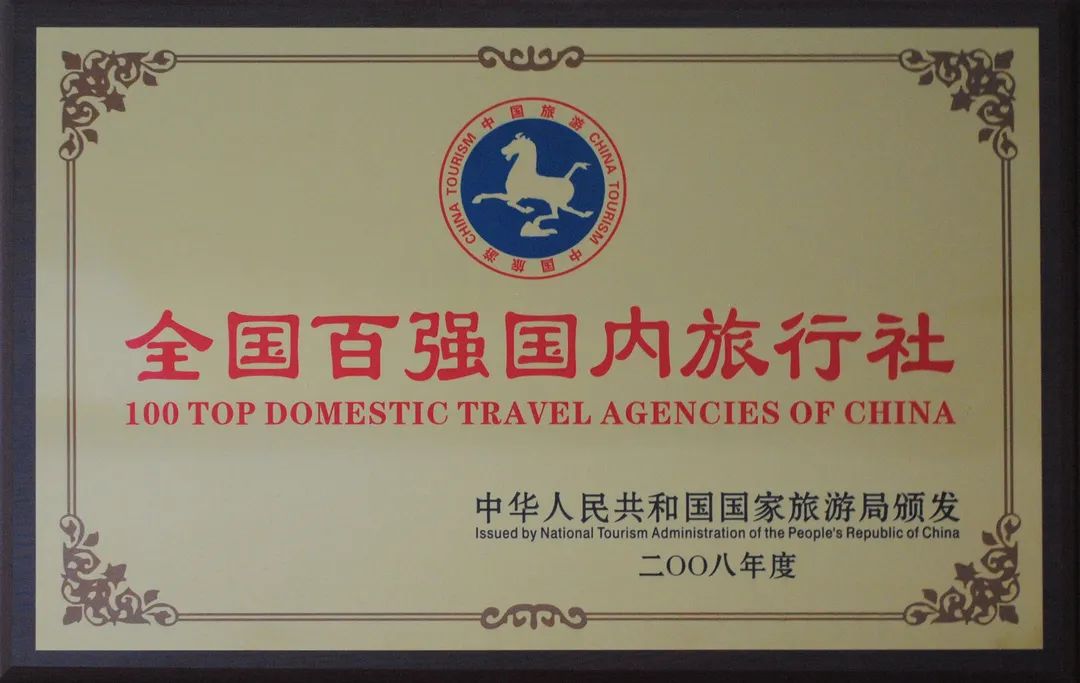 中国旅游 CHINA TOURISM 中国旅游 CHINA TOURISM
全国百强国内旅行社
100 TOP DOMESTIC TRAVEL AGENCIES OF CHINA
中华人民共和国国家旅游局颁发
Issued by National Tourism Administration of the People's Republic of China
二〇〇八年度